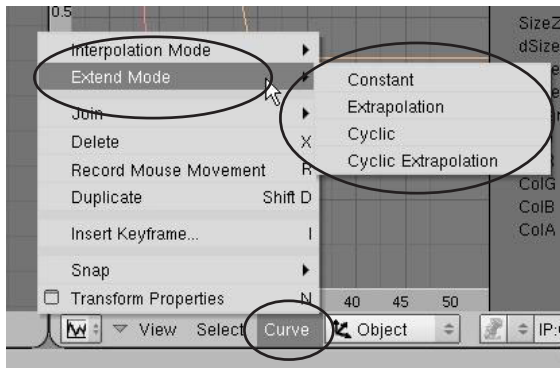 0.5
Interpolation Mode
Extend Mode
Join
Delete X
Record Mouse Movement R
Duplicate Shift D
Insert Keyframe... I
Snap
Transform Properties N
Constant
Extrapolation
Cyclic
Cyclic Extrapolation
SizeZ
dSize
ColG
ColB
ColA
40 45 50
View Select Curve Object IP: